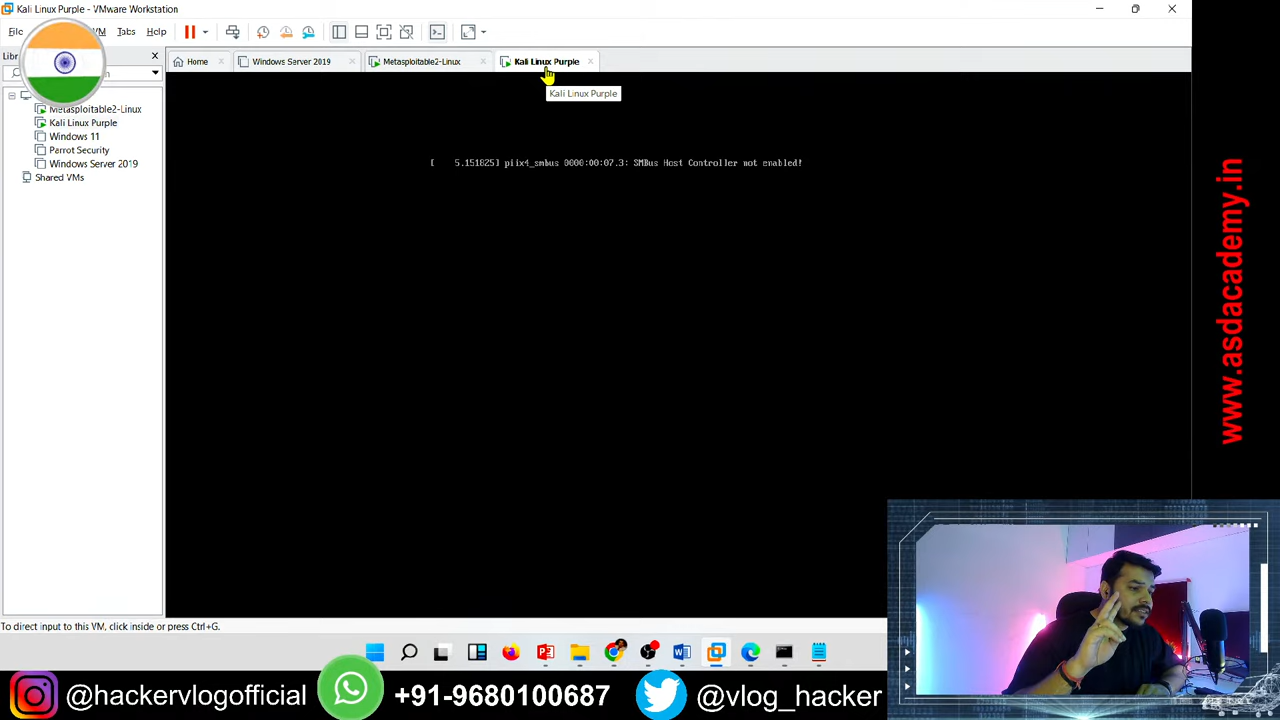 Kali Linux Purple - VMware Workstation
VM Tabs Help
Home
Windows Server 2019
Metasploitable2-Linux
Kali Linux Purple
Kali Linux Purple
Metasploitable2-Linux
Kali Linux Purple
Windows 11
Parrot Security
Windows Server 2019
Shared VMs
[ 5.151825] piix4_smbus 0000:00:07.3: SMBus Host Controller not enabled!
www.asdacademy.in
To direct input to this VM, click inside or press Ctrl+G.
@hackervlogofficial
+91-9680100687
@vlog_hacker